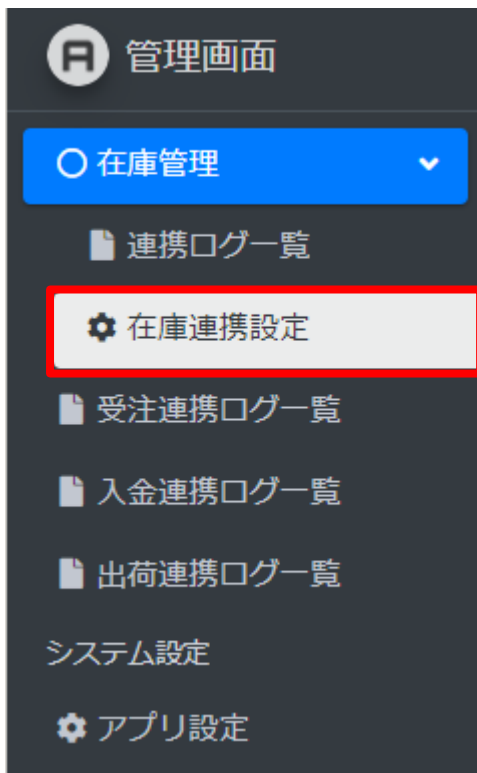 管理画面
在庫管理
連携ログ一覧
在庫連携設定
受注連携ログ一覧
入金連携ログ一覧
出荷連携ログ一覧
システム設定
アプリ設定